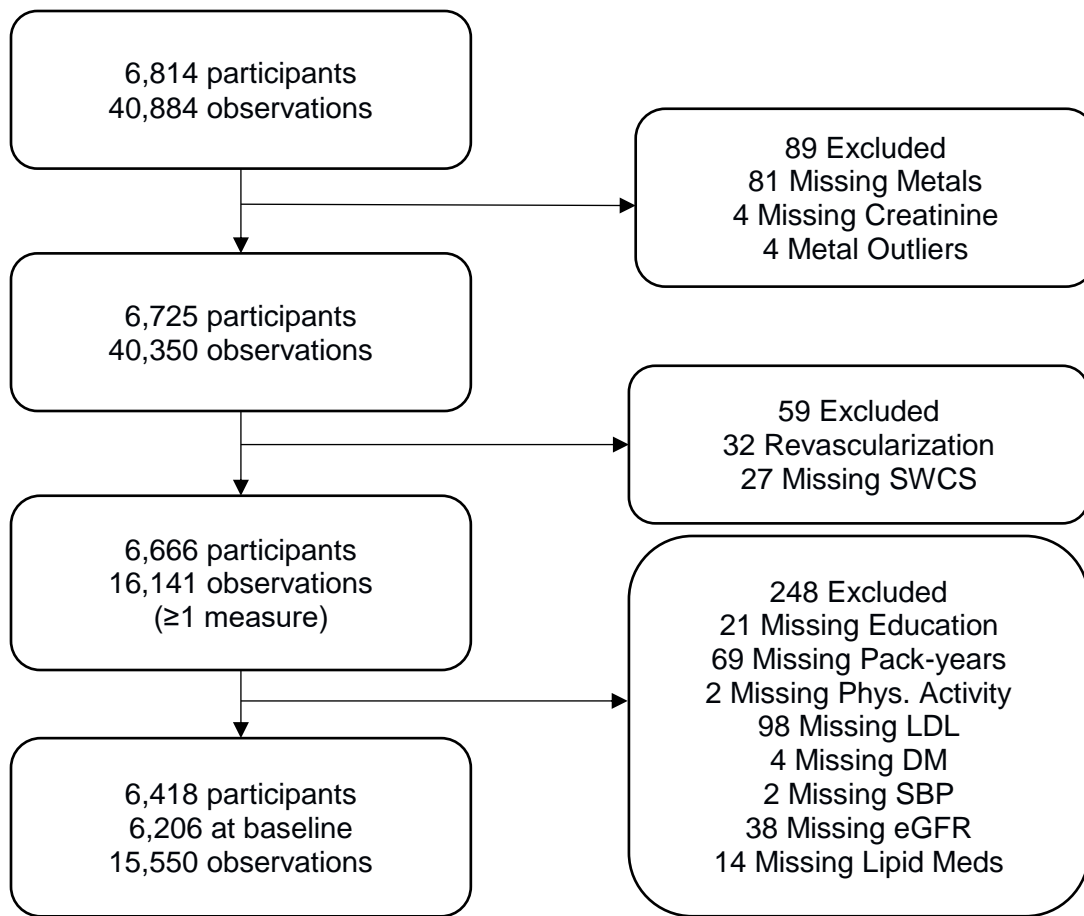 6,814 participants
40,884 observations
89 Excluded
81 Missing Metals
4 Missing Creatinine
4 Metal Outliers
6,725 participants
40,350 observations
59 Excluded
32 Revascularization
27 Missing SWCS
6,666 participants
16,141 observations
(≥1 measure)
248 Excluded
21 Missing Education
69 Missing Pack-years
2 Missing Phys. Activity
98 Missing LDL
4 Missing DM
2 Missing SBP
38 Missing eGFR
14 Missing Lipid Meds
6,418 participants
6,206 at baseline
15,550 observations